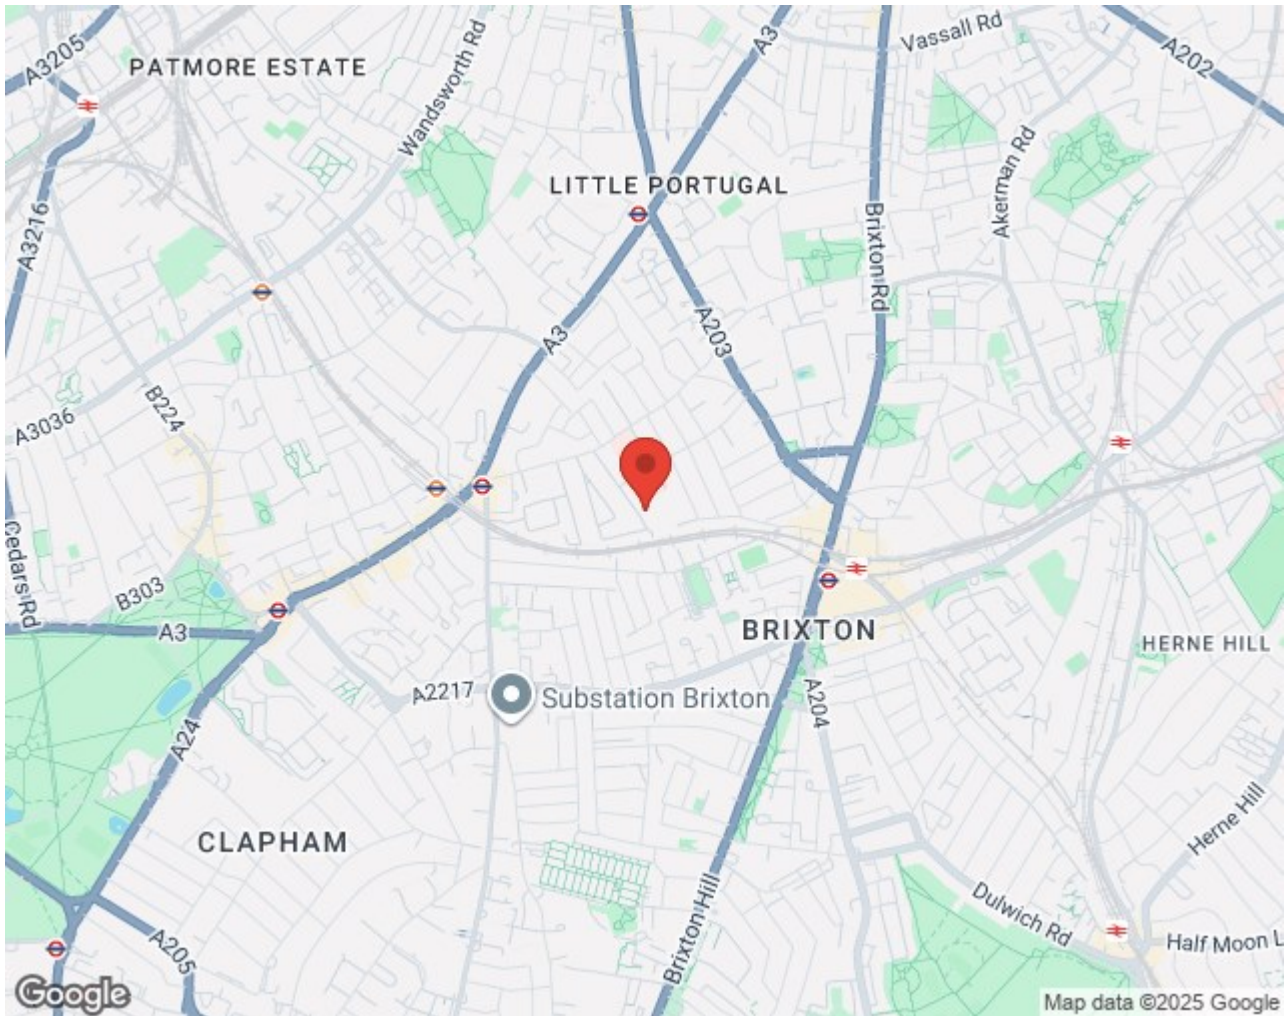 A3205
PATMORE ESTATE
Wandsworth Rd
A3
Vassall Rd
A202
LITTLE PORTUGAL
Akerman Rd
A3216
Brixton Rd
A203
A3
B224
A3036
Cedars Rd
B303
A3
BRIXTON
HERNE HILL
A2217
Substation Brixton
A204
A24
CLAPHAM
Herne Hill
Brixton Hill
Dulwich Rd
A205
Half Moon L
Google
Map data ©2025 Google